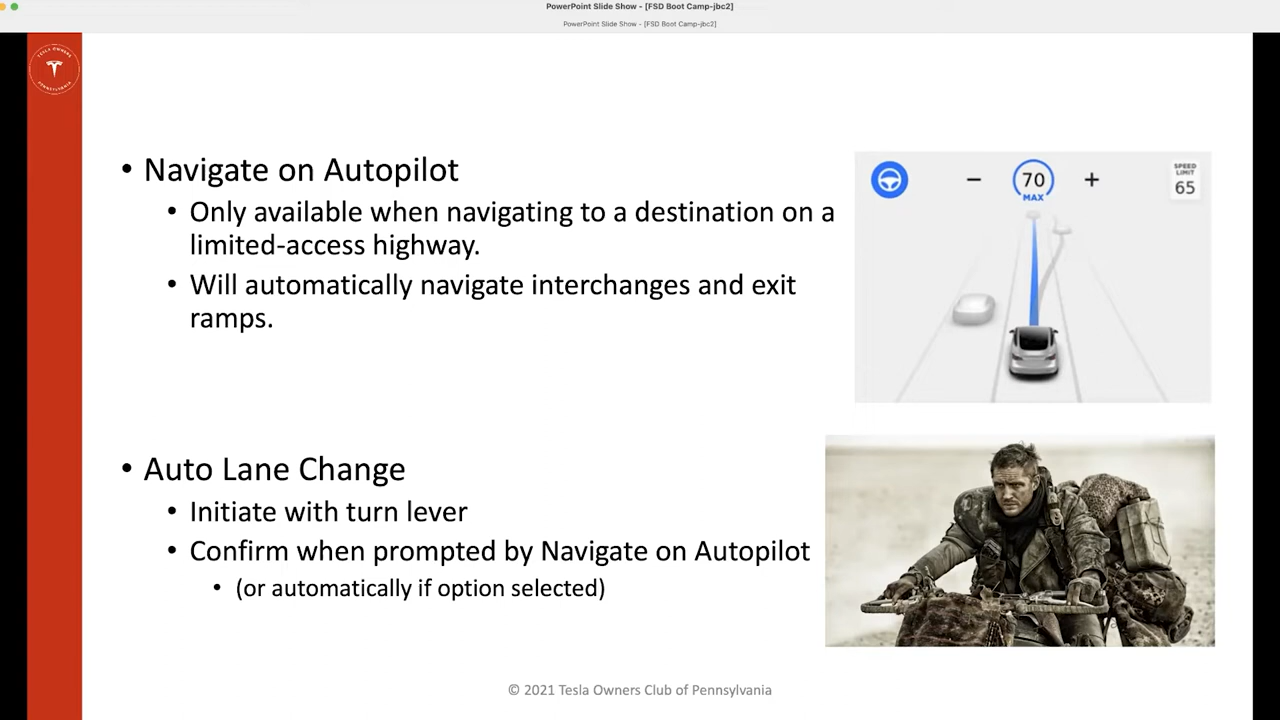 PowerPoint Slide Show - [FSD Boot Camp-jbc2]
PowerPoint Slide Show - [FSD Boot Camp-jbc2]
TESLA OWNERS
PENNSYLVANIA
• Navigate on Autopilot
• Only available when navigating to a destination on a
limited-access highway.
• Will automatically navigate interchanges and exit
ramps.
− 70 +
MAX
SPEED
LIMIT
65
• Auto Lane Change
• Initiate with turn lever
• Confirm when prompted by Navigate on Autopilot
• (or automatically if option selected)
© 2021 Tesla Owners Club of Pennsylvania